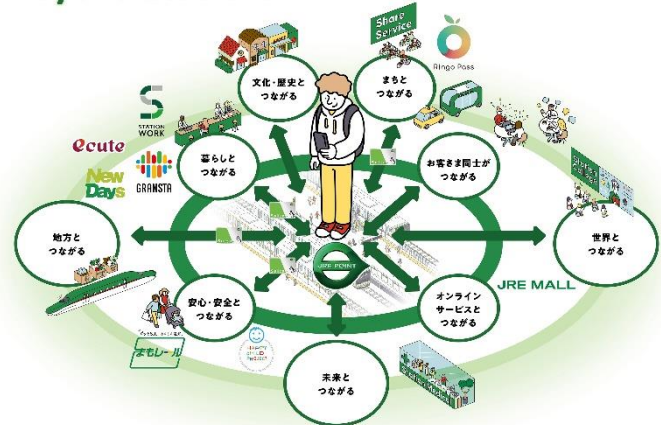 Share
Service
Ringo Pass
文化・歴史と
つながる
まちと
つながる
STATION
WORK
ecute
New
Days
GRANSTA
暮らしと
つながる
お客さま同士が
つながる
地方と
つながる
世界と
つながる
JRE POINT
JRE MALL
安心・安全と
つながる
オンライン
サービスと
つながる
まもレール
未来と
つながる